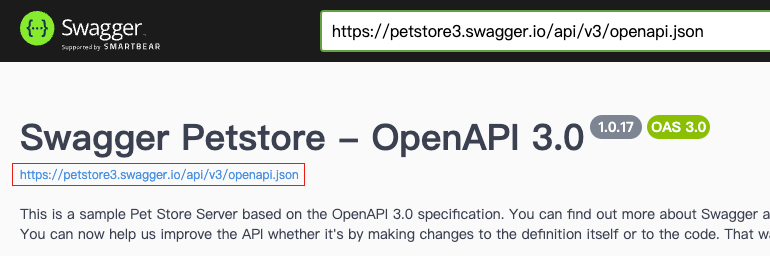 Swagger
Supported by SMARTBEAR
https://petstore3.swagger.io/api/v3/openapi.json
Swagger Petstore – OpenAPI 3.0 1.0.17 OAS 3.0
https://petstore3.swagger.io/api/v3/openapi.json
This is a sample Pet Store Server based on the OpenAPI 3.0 specification. You can find out more about Swagger a
You can now help us improve the API whether it's by making changes to the definition itself or to the code. That wa